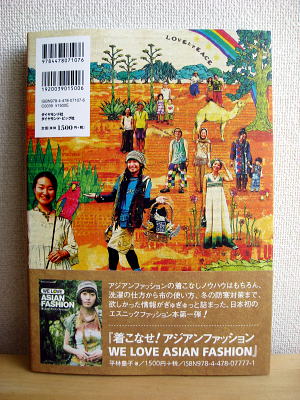 LOVE & PEACE
9784478071076
1920039015006
ISBN978-4-478-07107-6
C0039 ¥1500E
ダイヤモンド社
ダイヤモンド・ビッグ社
定価:本体1500円+税
WE LOVE
ASIAN
FASHION
アジアンファッションの着こなしノウハウはもちろん、
洗濯の仕方から布の使い方、冬の防寒対策まで、
欲しかった情報がぎゅぎゅっと詰まった、日本初の
エスニックファッション本第一弾!
『着こなせ!アジアンファッション
WE LOVE ASIAN FASHION』
平林豊子 著/1500円+税/ISBN978-4-478-07777-1